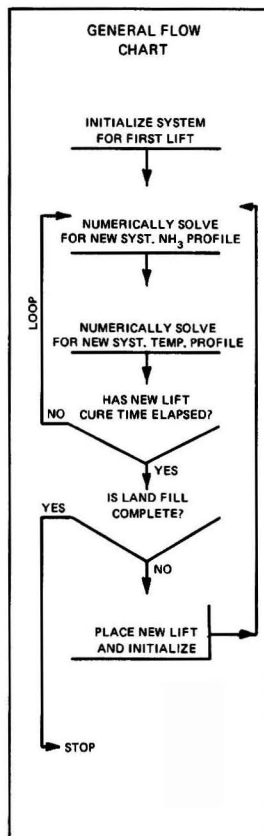 GENERAL FLOW
CHART
INITIALIZE SYSTEM
FOR FIRST LIFT
NUMERICALLY SOLVE
FOR NEW SYST. NH₃ PROFILE
LOOP
NUMERICALLY SOLVE
FOR NEW SYST. TEMP. PROFILE
HAS NEW LIFT
CURE TIME ELAPSED?
NO
YES
IS LAND FILL
COMPLETE?
YES
NO
PLACE NEW LIFT
AND INITIALIZE
STOP